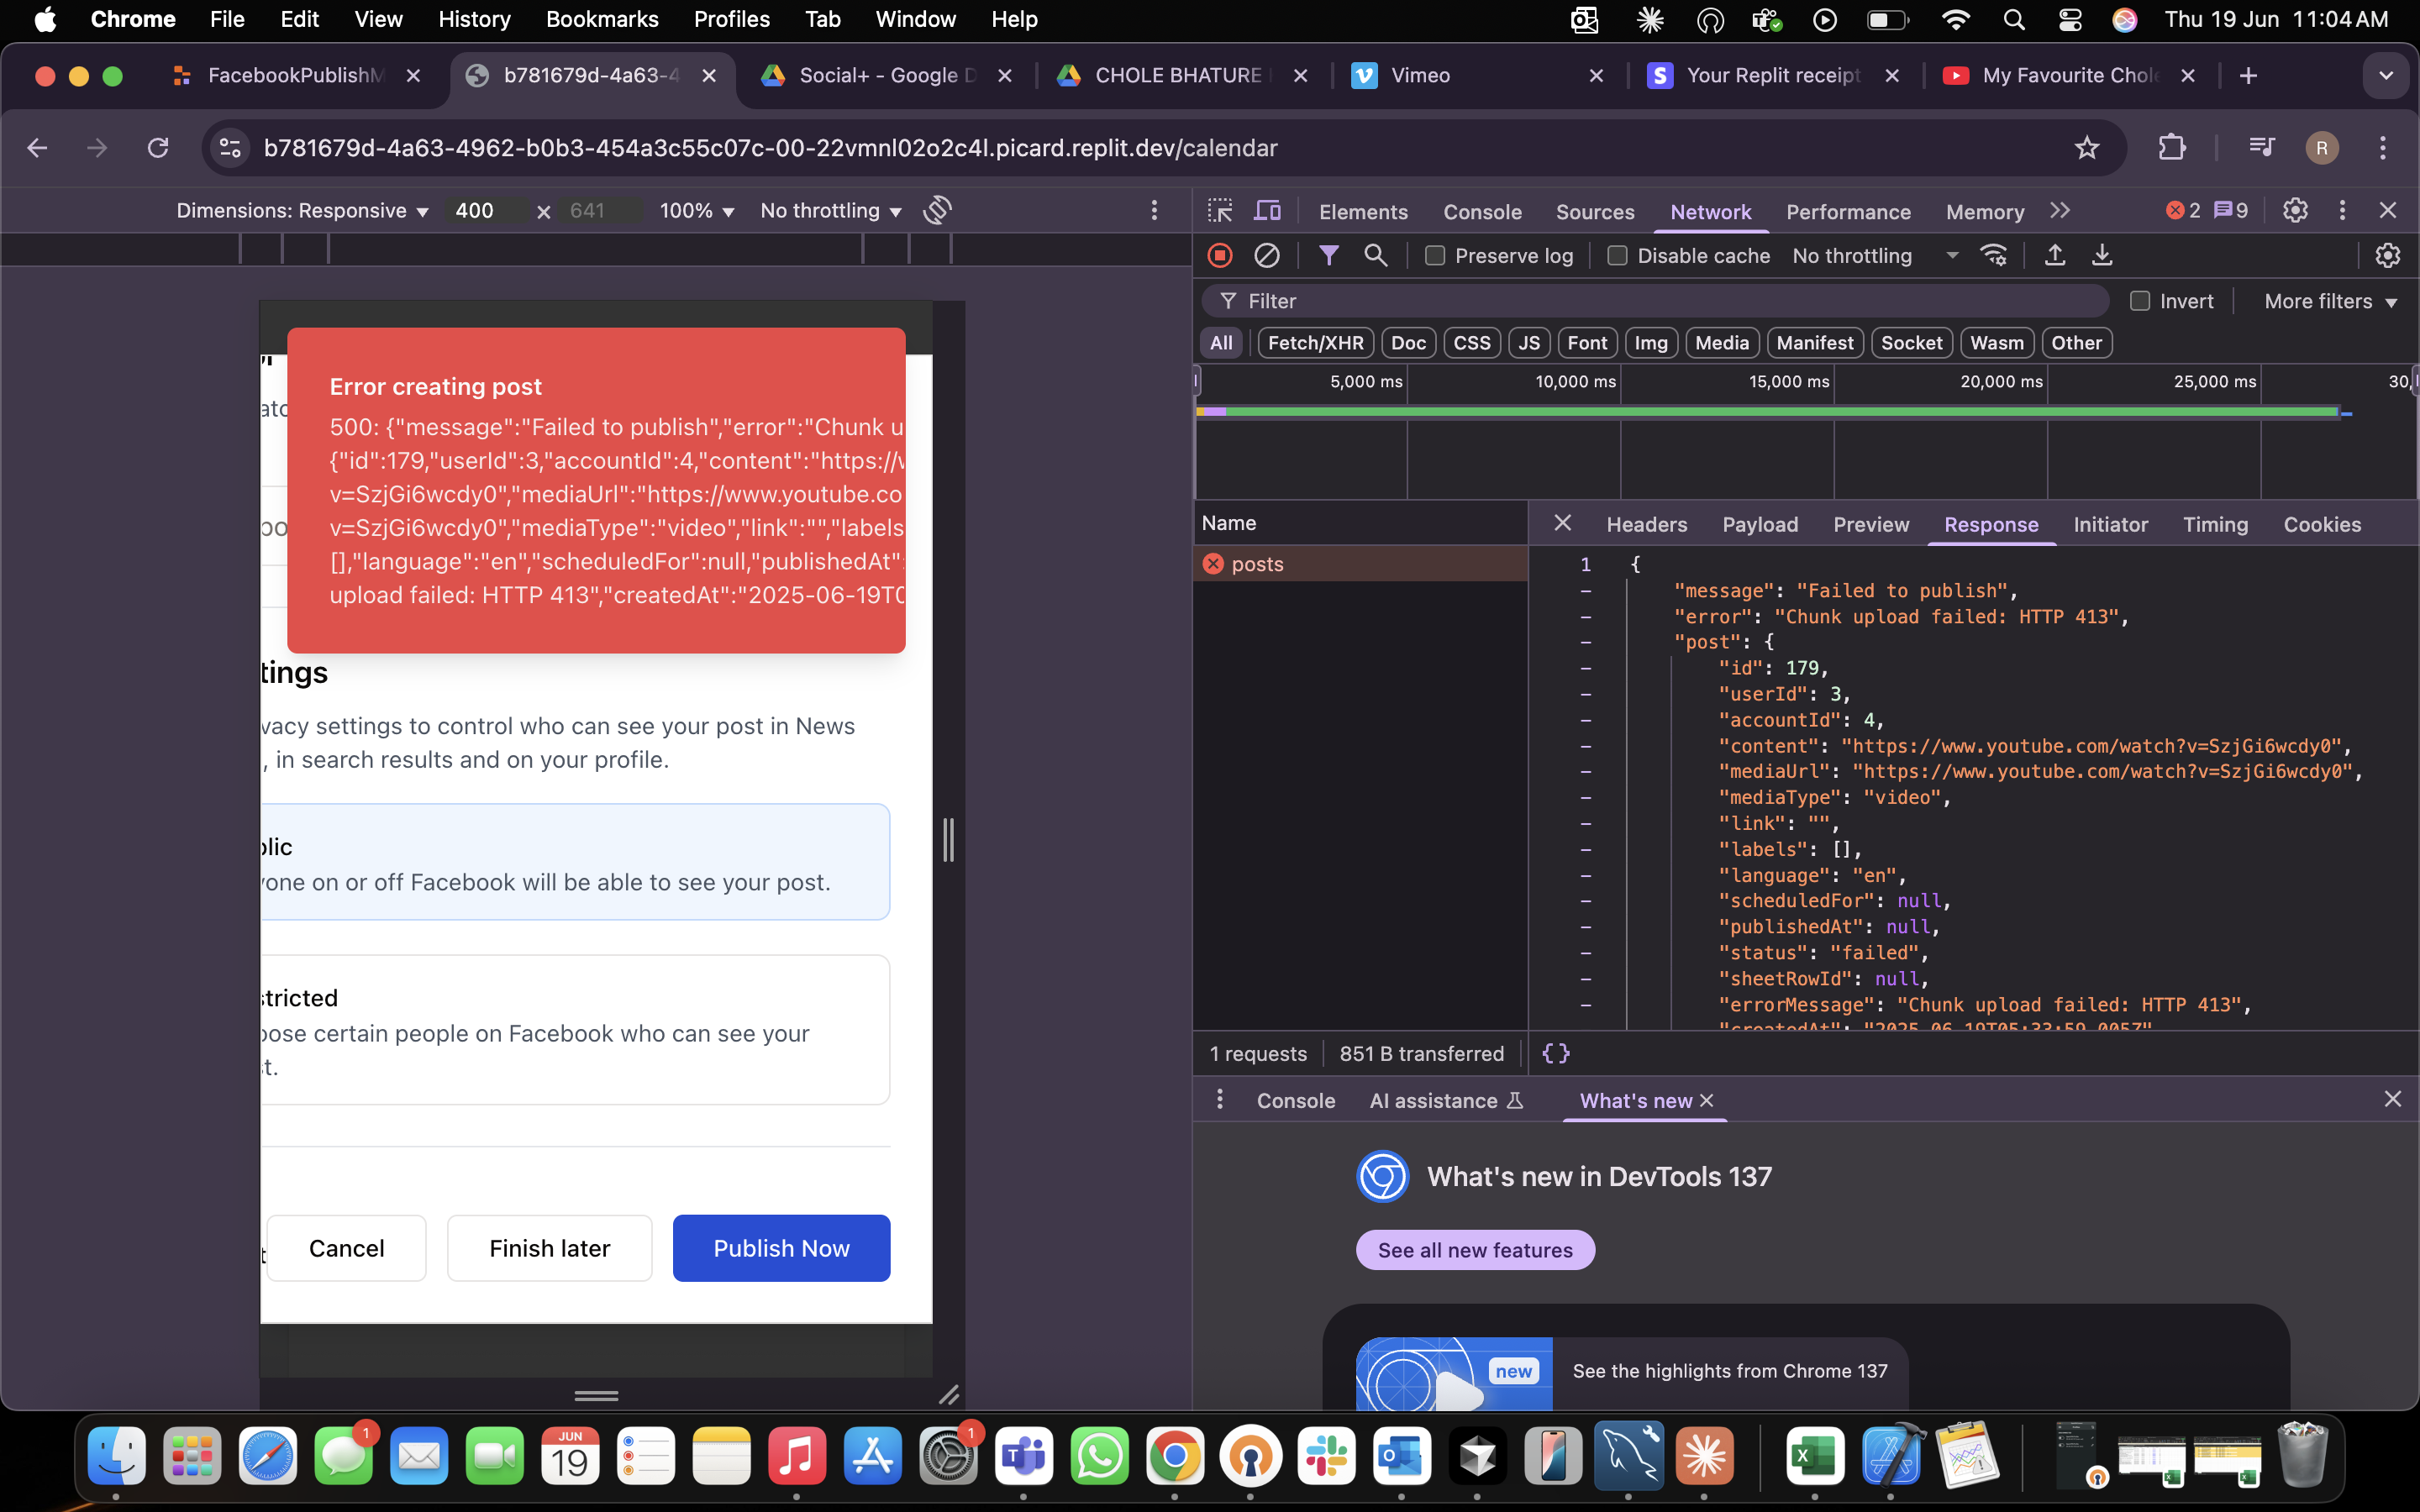 Chrome File Edit View History Bookmarks Profiles Tab Window Help Thu 19 Jun 11:04 AM
FacebookPublishM b781679d-4a63-4 Social+ - Google D CHOLE BHATURE Vimeo Your Replit receipt My Favourite Chol
b781679d-4a63-4962-b0b3-454a3c55c07c-00-22vmnl02o2c4l.picard.replit.dev/calendar R
Dimensions: Responsive 400 × 641 100% No throttling
Error creating post
500: {"message":"Failed to publish","error":"Chunk u
{"id":179,"userId":3,"accountId":4,"content":"https://w
v=SzjGi6wcdy0","mediaUrl":"https://www.youtube.co
v=SzjGi6wcdy0","mediaType":"video","link":"","labels
[],"language":"en","scheduledFor":null,"publishedAt":
upload failed: HTTP 413","createdAt":"2025-06-19T0
tings
vacy settings to control who can see your post in News
, in search results and on your profile.
blic
yone on or off Facebook will be able to see your post.
stricted
oose certain people on Facebook who can see your
st.
t Cancel Finish later Publish Now
Elements Console Sources Network Performance Memory 2 9
Preserve log Disable cache No throttling
Filter Invert More filters
All Fetch/XHR Doc CSS JS Font Img Media Manifest Socket Wasm Other
5,000 ms 10,000 ms 15,000 ms 20,000 ms 25,000 ms 30,
Name Headers Payload Preview Response Initiator Timing Cookies
posts
1 {
"message": "Failed to publish",
"error": "Chunk upload failed: HTTP 413",
"post": {
"id": 179,
"userId": 3,
"accountId": 4,
"content": "https://www.youtube.com/watch?v=SzjGi6wcdy0",
"mediaUrl": "https://www.youtube.com/watch?v=SzjGi6wcdy0",
"mediaType": "video",
"link": "",
"labels": [],
"language": "en",
"scheduledFor": null,
"publishedAt": null,
"status": "failed",
"sheetRowId": null,
"errorMessage": "Chunk upload failed: HTTP 413",
"createdAt": "2025-06-19T05:33:59.005Z"
1 requests 851 B transferred { }
Console AI assistance What's new
What's new in DevTools 137
See all new features
new See the highlights from Chrome 137
1 JUN 19 1